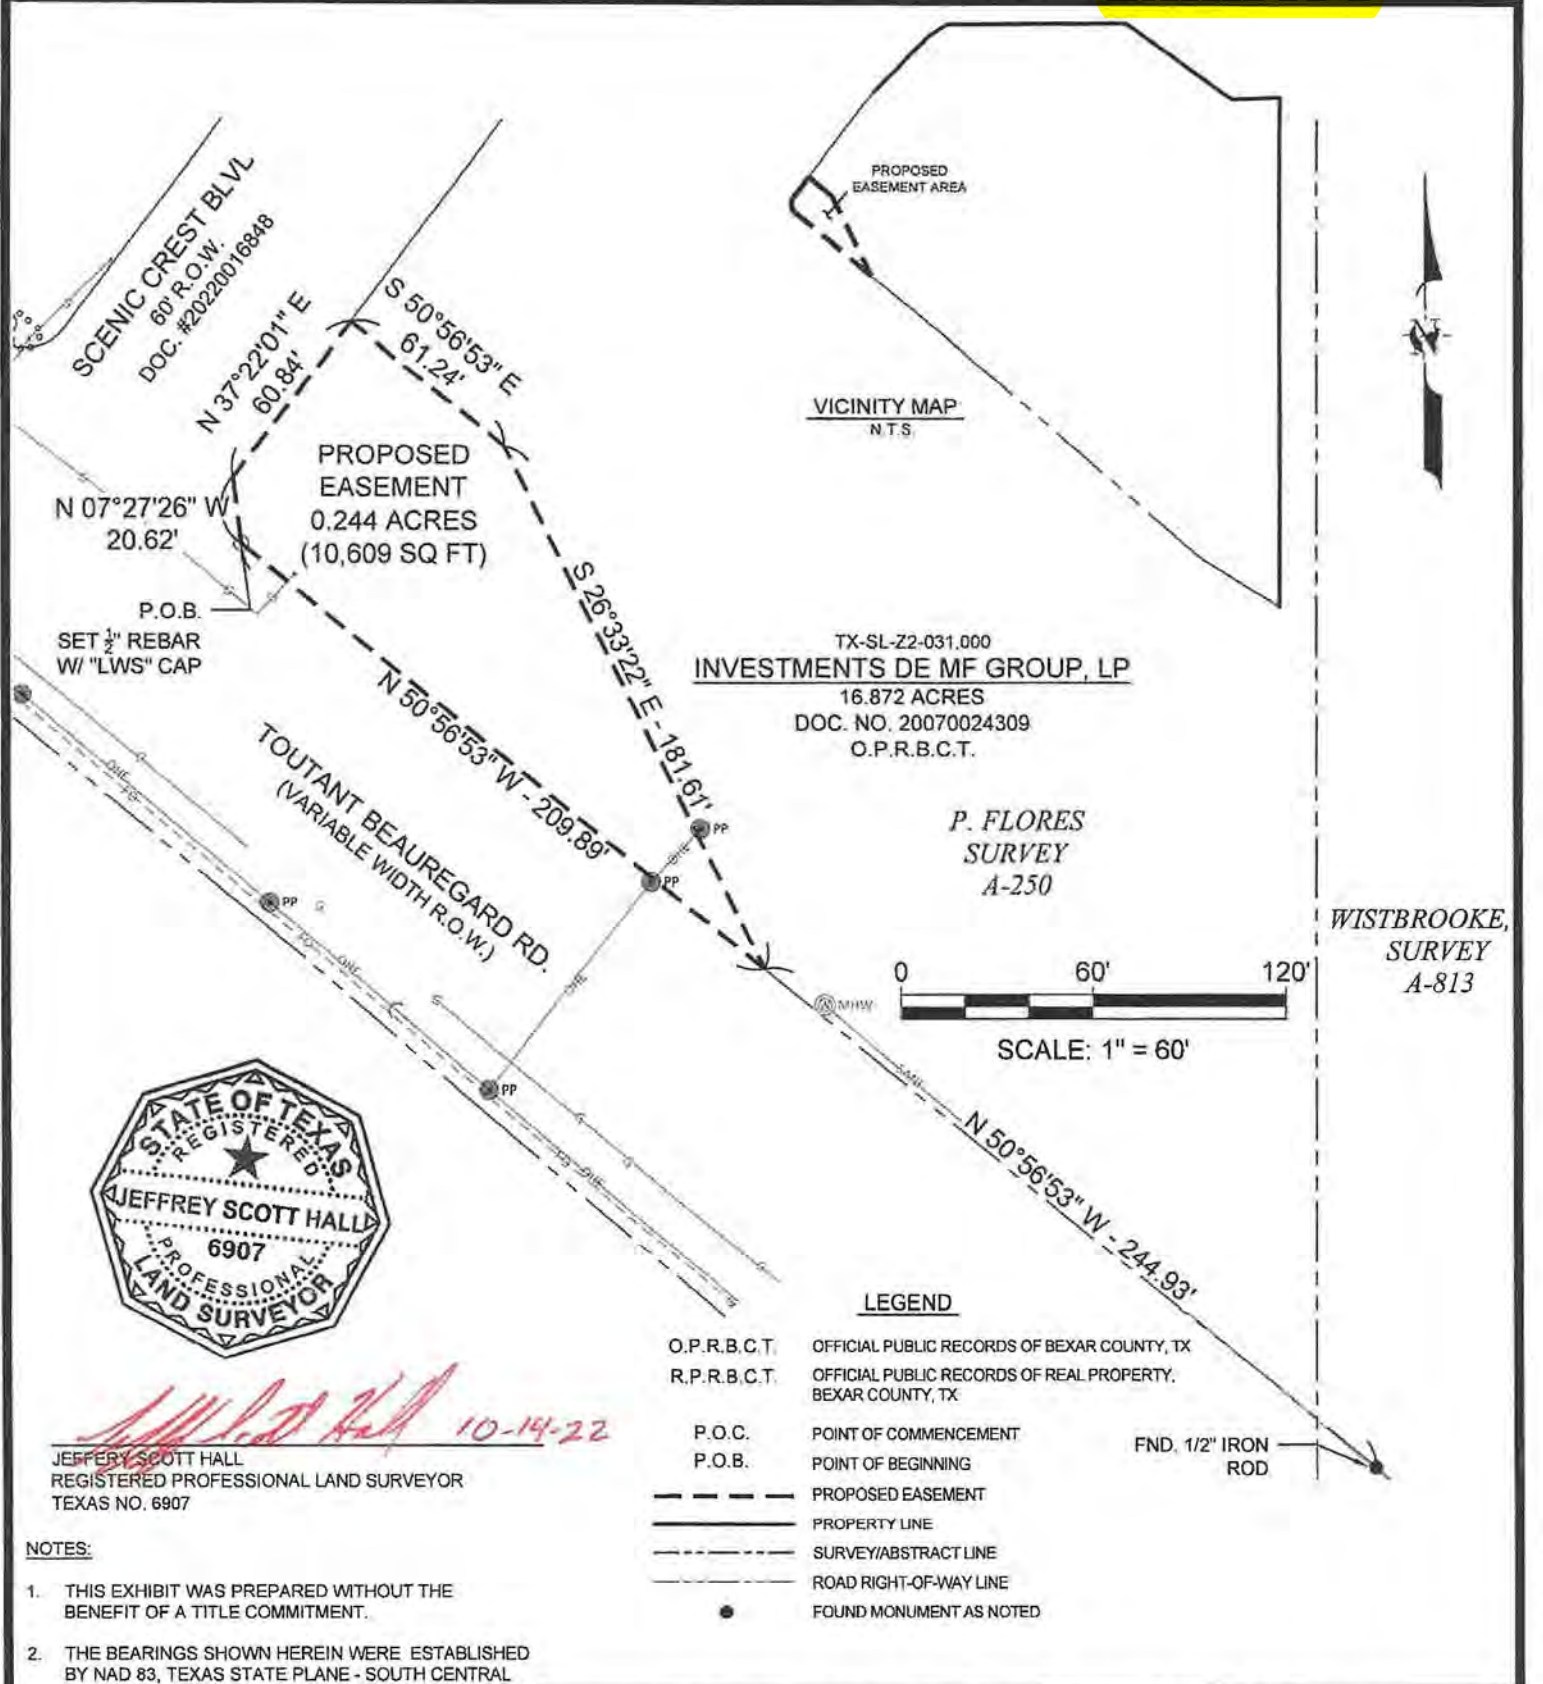 SCENIC CREST BLVL
60' R.O.W.
DOC. #20220016848
N 37°22'01" E
60.84'
S 50°56'53" E
61.24'
PROPOSED
EASEMENT AREA
VICINITY MAP
N.T.S.
N
PROPOSED
EASEMENT
0.244 ACRES
(10,609 SQ FT)
N 07°27'26" W
20.62'
P.O.B.
SET 1/2" REBAR
W/ "LWS" CAP
S 26°33'22" E - 181.61'
N 50°56'53" W - 209.89'
TX-SL-Z2-031.000
INVESTMENTS DE MF GROUP, LP
16.872 ACRES
DOC. NO. 20070024309
O.P.R.B.C.T.
TOUTANT BEAUREGARD RD.
(VARIABLE WIDTH R.O.W.)
P. FLORES
SURVEY
A-250
WISTBROOKE,
SURVEY
A-813
PP
PP
PP
PP
OHE
OHE
OHE
OHE
OHE
MHW
0 60' 120'
SCALE: 1" = 60'
N 50°56'53" W - 244.93'
FND. 1/2" IRON
ROD
STATE OF TEXAS
REGISTERED
JEFFREY SCOTT HALL
6907
PROFESSIONAL
LAND SURVEYOR
Jeffery Scott Hall 10-14-22
JEFFERY SCOTT HALL
REGISTERED PROFESSIONAL LAND SURVEYOR
TEXAS NO. 6907
LEGEND
O.P.R.B.C.T. OFFICIAL PUBLIC RECORDS OF BEXAR COUNTY, TX
R.P.R.B.C.T. OFFICIAL PUBLIC RECORDS OF REAL PROPERTY,
BEXAR COUNTY, TX
P.O.C. POINT OF COMMENCEMENT
P.O.B. POINT OF BEGINNING
PROPOSED EASEMENT
PROPERTY LINE
SURVEY/ABSTRACT LINE
ROAD RIGHT-OF-WAY LINE
FOUND MONUMENT AS NOTED
NOTES:
1. THIS EXHIBIT WAS PREPARED WITHOUT THE
BENEFIT OF A TITLE COMMITMENT.
2. THE BEARINGS SHOWN HEREIN WERE ESTABLISHED
BY NAD 83, TEXAS STATE PLANE - SOUTH CENTRAL